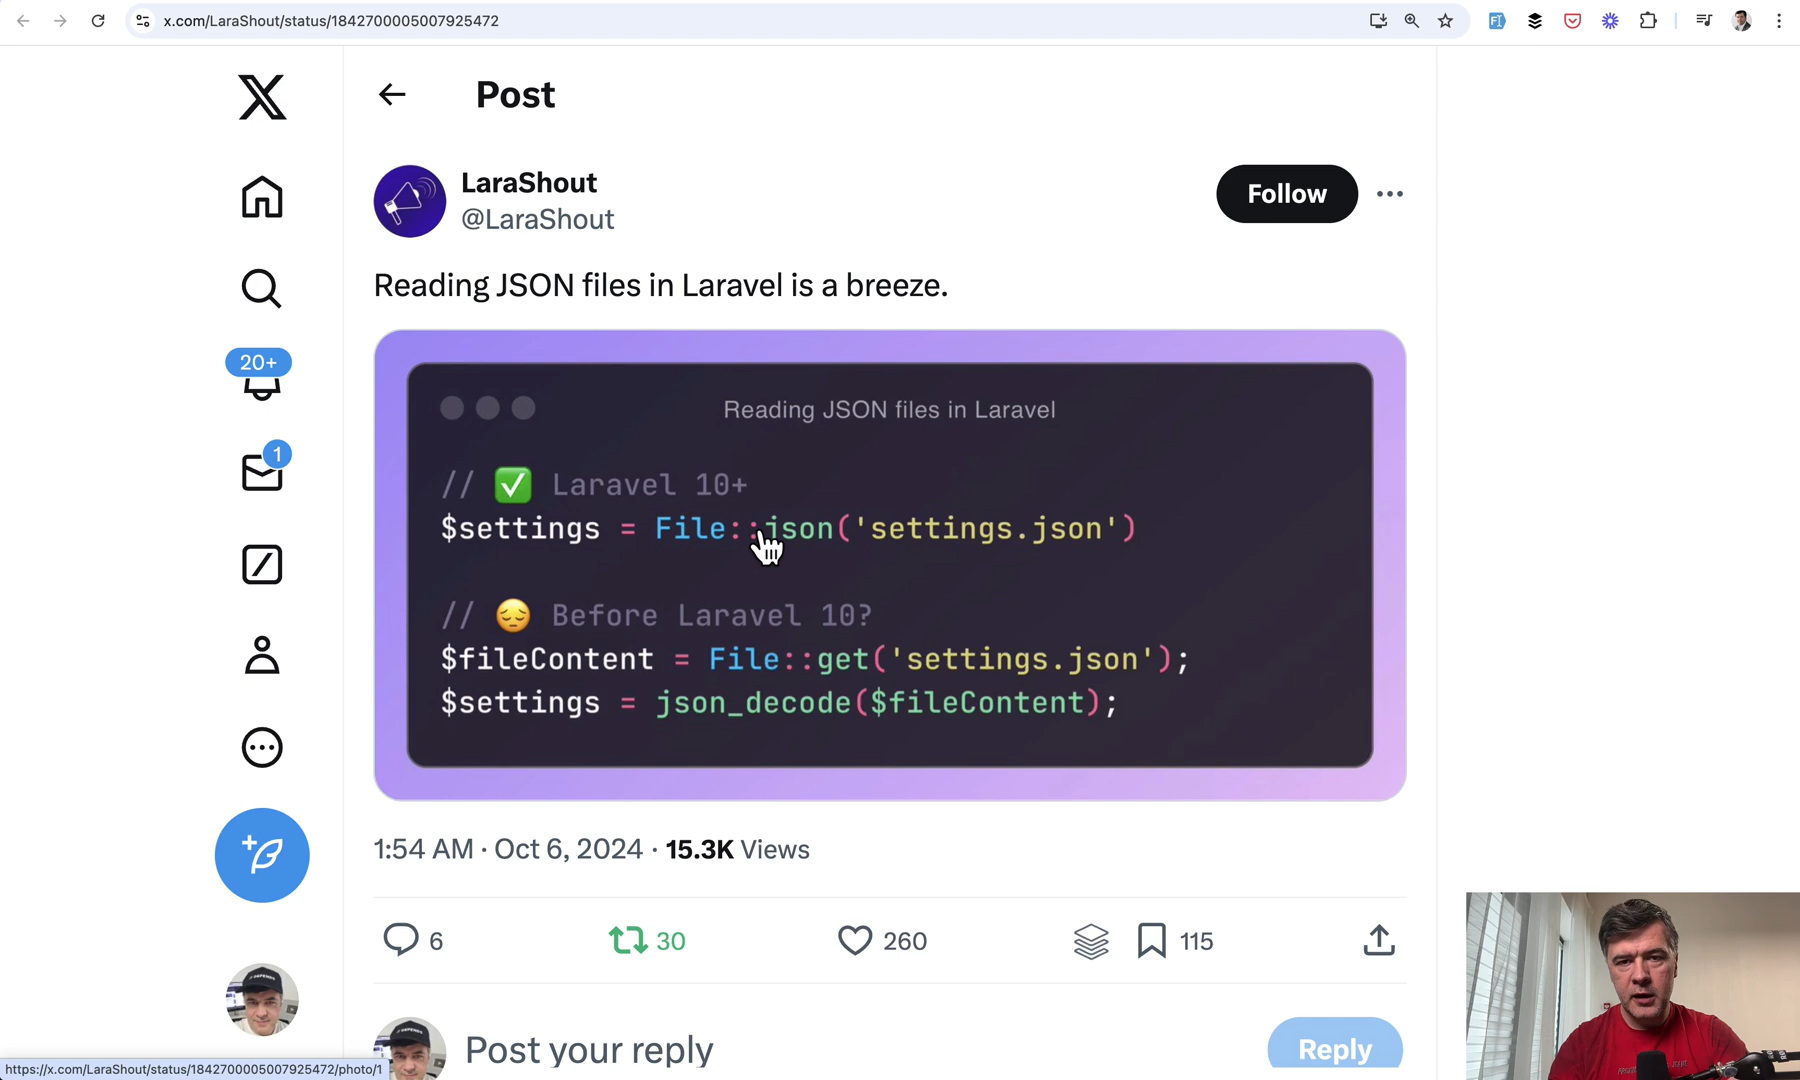 x.com/LaraShout/status/1842700005007925472
Post
LaraShout
@LaraShout
Follow
Reading JSON files in Laravel is a breeze.
Reading JSON files in Laravel
// ✅ Laravel 10+
$settings = File::json('settings.json')
// 😔 Before Laravel 10?
$fileContent = File::get('settings.json');
$settings = json_decode($fileContent);
1:54 AM · Oct 6, 2024 · 15.3K Views
20+
1
6 30 260 115
Post your reply
Reply
https://x.com/LaraShout/status/1842700005007925472/photo/1